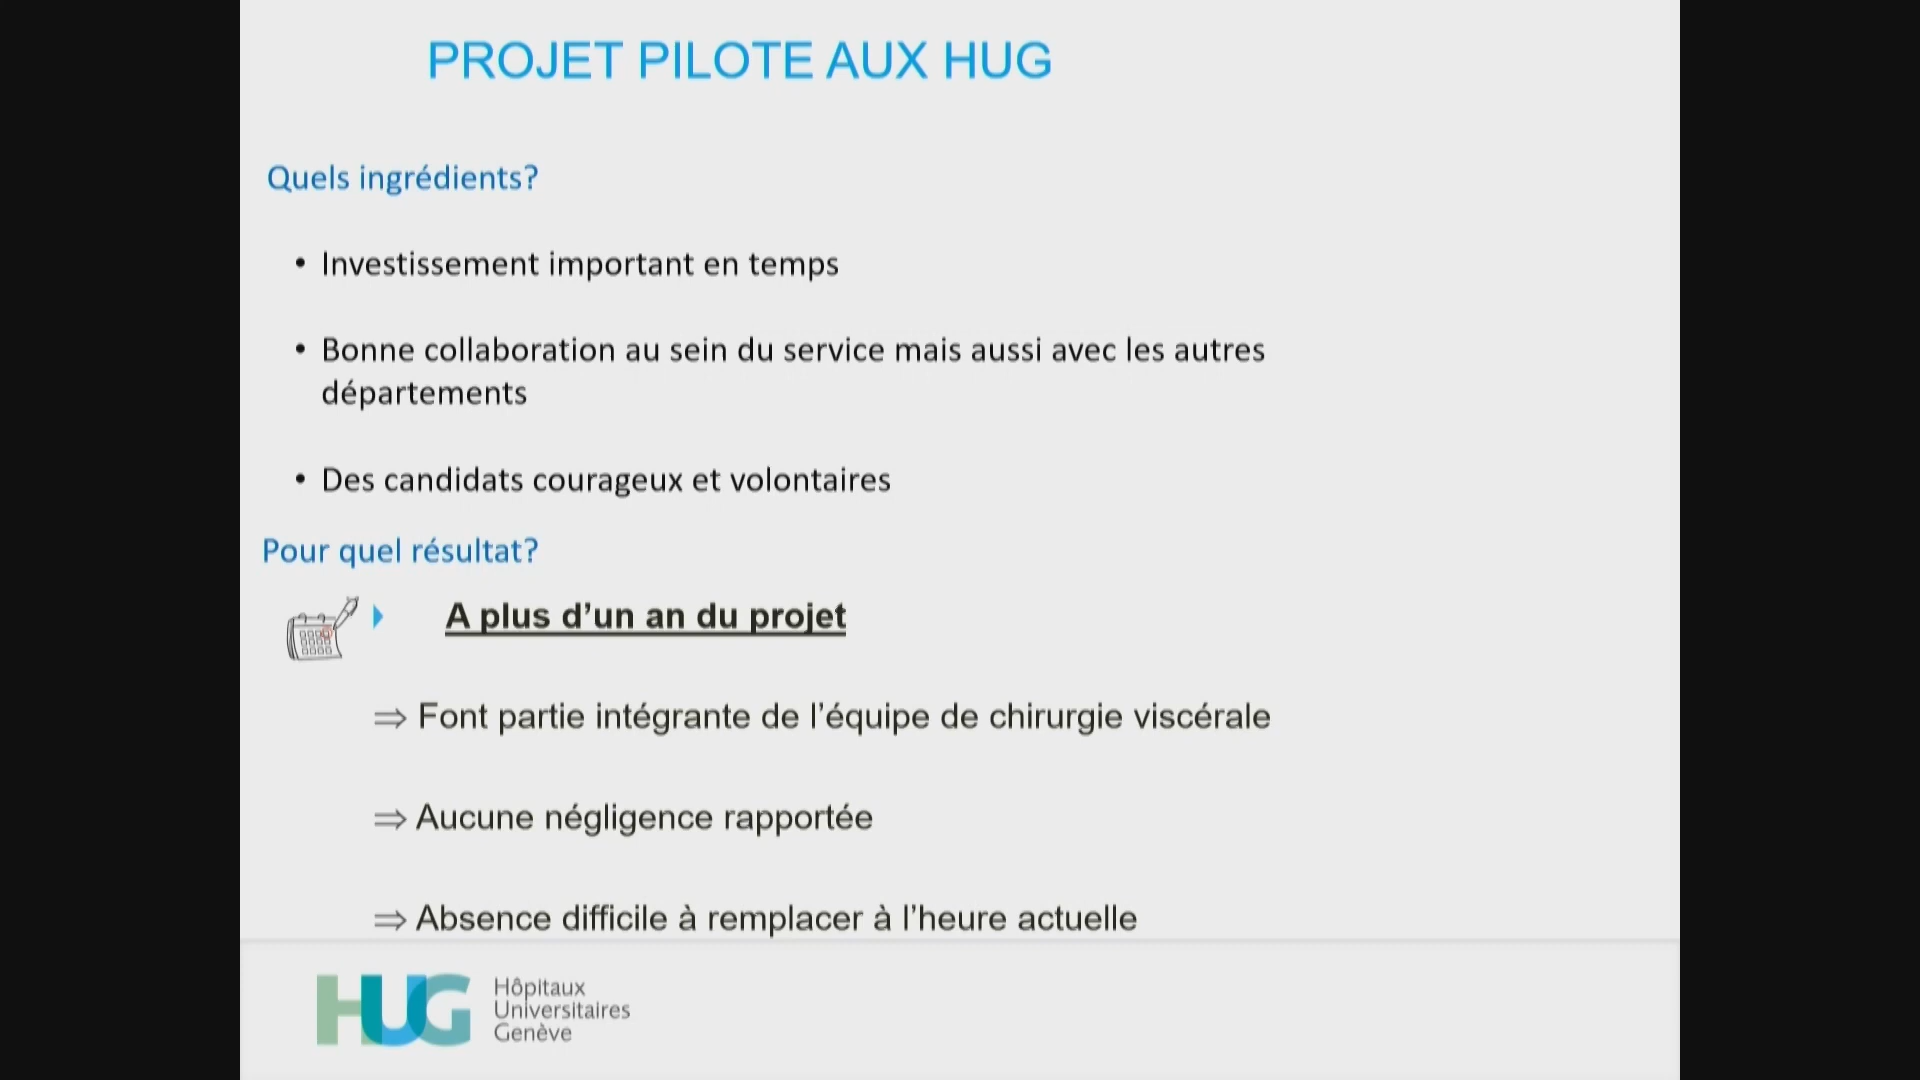 PROJET PILOTE AUX HUG
Quels ingrédients?
• Investissement important en temps
• Bonne collaboration au sein du service mais aussi avec les autres
départements
• Des candidats courageux et volontaires
Pour quel résultat?
A plus d’un an du projet
⇒ Font partie intégrante de l’équipe de chirurgie viscérale
⇒ Aucune négligence rapportée
⇒ Absence difficile à remplacer à l’heure actuelle
HUG
Hôpitaux
Universitaires
Genève